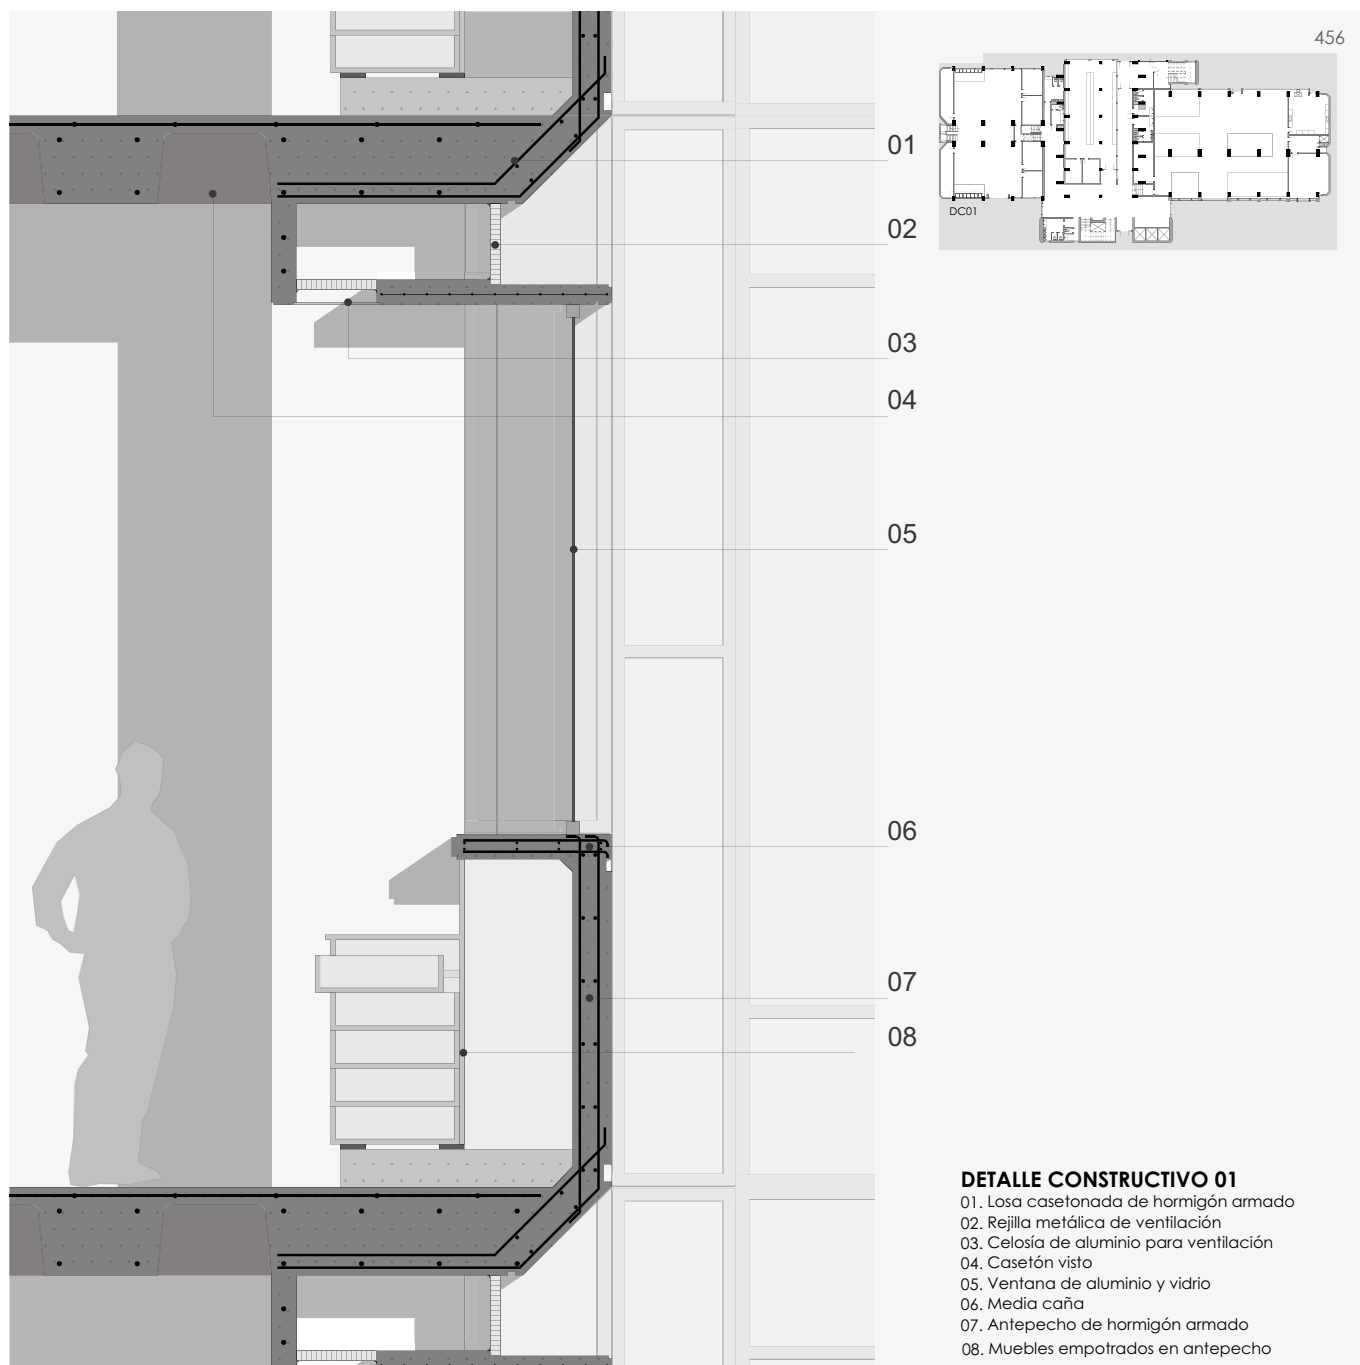 456
DC01
01
02
03
04
05
06
07
08
DETALLE CONSTRUCTIVO 01
01. Losa casetonada de hormigón armado
02. Rejilla metálica de ventilación
03. Celosía de aluminio para ventilación
04. Casetón visto
05. Ventana de aluminio y vidrio
06. Media caña
07. Antepecho de hormigón armado
08. Muebles empotrados en antepecho